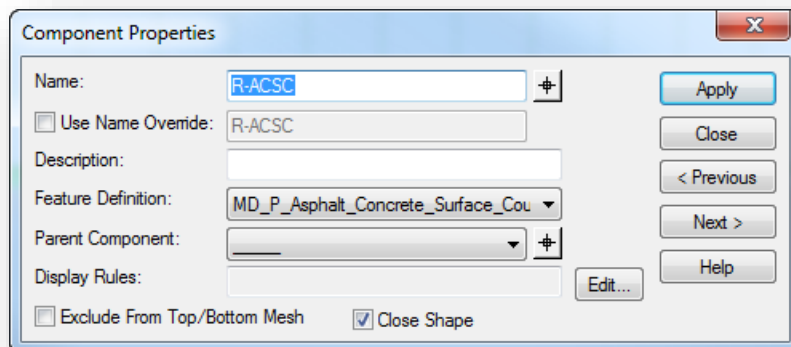 Component Properties
Name: R-ACSC
Apply
Use Name Override: R-ACSC
Close
Description:
< Previous
Feature Definition: MD_P_Asphalt_Concrete_Surface_Cou
Next >
Parent Component: _____
Help
Display Rules:
Edit...
Exclude From Top/Bottom Mesh
Close Shape